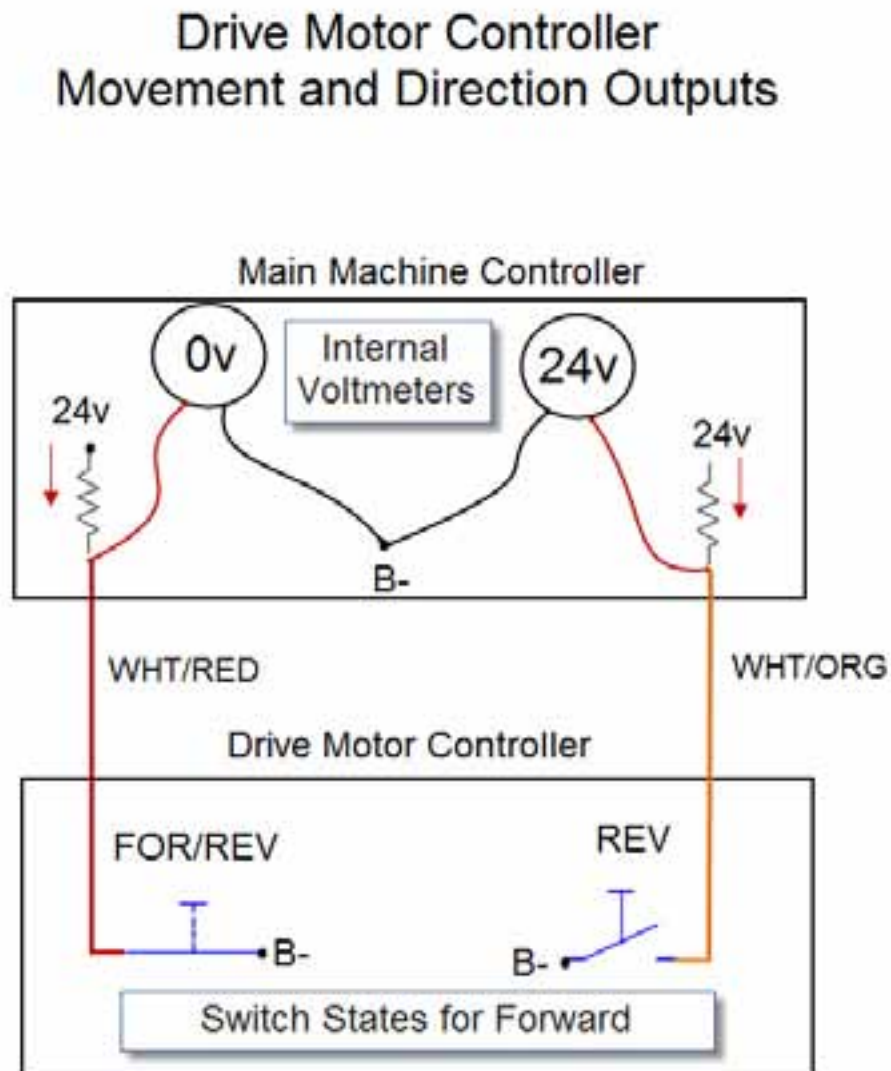 Drive Motor Controller
Movement and Direction Outputs
Main Machine Controller
0v
Internal
Voltmeters
24v
24v
24v
B-
WHT/RED
WHT/ORG
Drive Motor Controller
FOR/REV
REV
B-
B-
Switch States for Forward